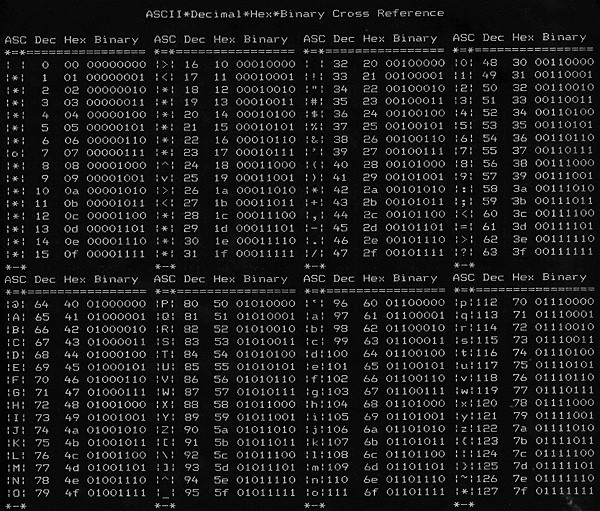 ASCII*Decimal*Hex*Binary Cross Reference
ASC Dec Hex Binary ASC Dec Hex Binary ASC Dec Hex Binary ASC Dec Hex Binary
*=*==================*=*==================*=*==================*=*==================
¦ ¦ 0 00 00000000 ¦>¦ 16 10 00010000 ¦ ¦ 32 20 00100000 ¦0¦ 48 30 00110000
¦*¦ 1 01 00000001 ¦<¦ 17 11 00010001 ¦!¦ 33 21 00100001 ¦1¦ 49 31 00110001
¦*¦ 2 02 00000010 ¦*¦ 18 12 00010010 ¦"¦ 34 22 00100010 ¦2¦ 50 32 00110010
¦*¦ 3 03 00000011 ¦*¦ 19 13 00010011 ¦#¦ 35 23 00100011 ¦3¦ 51 33 00110011
¦*¦ 4 04 00000100 ¦*¦ 20 14 00010100 ¦$¦ 36 24 00100100 ¦4¦ 52 34 00110100
¦*¦ 5 05 00000101 ¦*¦ 21 15 00010101 ¦%¦ 37 25 00100101 ¦5¦ 53 35 00110101
¦*¦ 6 06 00000110 ¦*¦ 22 16 00010110 ¦&¦ 38 26 00100110 ¦6¦ 54 36 00110110
¦o¦ 7 07 00000111 ¦*¦ 23 17 00010111 ¦'¦ 39 27 00100111 ¦7¦ 55 37 00110111
¦*¦ 8 08 00001000 ¦^¦ 24 18 00011000 ¦(¦ 40 28 00101000 ¦8¦ 56 38 00111000
¦*¦ 9 09 00001001 ¦v¦ 25 19 00011001 ¦)¦ 41 29 00101001 ¦9¦ 57 39 00111001
¦*¦ 10 0a 00001010 ¦>¦ 26 1a 00011010 ¦*¦ 42 2a 00101010 ¦:¦ 58 3a 00111010
¦*¦ 11 0b 00001011 ¦<¦ 27 1b 00011011 ¦+¦ 43 2b 00101011 ¦;¦ 59 3b 00111011
¦*¦ 12 0c 00001100 ¦*¦ 28 1c 00011100 ¦,¦ 44 2c 00101100 ¦<¦ 60 3c 00111100
¦*¦ 13 0d 00001101 ¦*¦ 29 1d 00011101 ¦-¦ 45 2d 00101101 ¦=¦ 61 3d 00111101
¦*¦ 14 0e 00001110 ¦*¦ 30 1e 00011110 ¦.¦ 46 2e 00101110 ¦>¦ 62 3e 00111110
¦*¦ 15 0f 00001111 ¦*¦ 31 1f 00011111 ¦/¦ 47 2f 00101111 ¦?¦ 63 3f 00111111
*-* *-* *-* *-*
ASC Dec Hex Binary ASC Dec Hex Binary ASC Dec Hex Binary ASC Dec Hex Binary
*=*==================*=*==================*=*==================*=*==================
¦@¦ 64 40 01000000 ¦P¦ 80 50 01010000 ¦`¦ 96 60 01100000 ¦p¦112 70 01110000
¦A¦ 65 41 01000001 ¦Q¦ 81 51 01010001 ¦a¦ 97 61 01100001 ¦q¦113 71 01110001
¦B¦ 66 42 01000010 ¦R¦ 82 52 01010010 ¦b¦ 98 62 01100010 ¦r¦114 72 01110010
¦C¦ 67 43 01000011 ¦S¦ 83 53 01010011 ¦c¦ 99 63 01100011 ¦s¦115 73 01110011
¦D¦ 68 44 01000100 ¦T¦ 84 54 01010100 ¦d¦100 64 01100100 ¦t¦116 74 01110100
¦E¦ 69 45 01000101 ¦U¦ 85 55 01010101 ¦e¦101 65 01100101 ¦u¦117 75 01110101
¦F¦ 70 46 01000110 ¦V¦ 86 56 01010110 ¦f¦102 66 01100110 ¦v¦118 76 01110110
¦G¦ 71 47 01000111 ¦W¦ 87 57 01010111 ¦g¦103 67 01100111 ¦w¦119 77 01110111
¦H¦ 72 48 01001000 ¦X¦ 88 58 01011000 ¦h¦104 68 01101000 ¦x¦120 78 01111000
¦I¦ 73 49 01001001 ¦Y¦ 89 59 01011001 ¦i¦105 69 01101001 ¦y¦121 79 01111001
¦J¦ 74 4a 01001010 ¦Z¦ 90 5a 01011010 ¦j¦106 6a 01101010 ¦z¦122 7a 01111010
¦K¦ 75 4b 01001011 ¦[¦ 91 5b 01011011 ¦k¦107 6b 01101011 ¦{¦123 7b 01111011
¦L¦ 76 4c 01001100 ¦\¦ 92 5c 01011100 ¦l¦108 6c 01101100 ¦¦¦124 7c 01111100
¦M¦ 77 4d 01001101 ¦]¦ 93 5d 01011101 ¦m¦109 6d 01101101 ¦}¦125 7d 01111101
¦N¦ 78 4e 01001110 ¦^¦ 94 5e 01011110 ¦n¦110 6e 01101110 ¦~¦126 7e 01111110
¦O¦ 79 4f 01001111 ¦_¦ 95 5f 01011111 ¦o¦111 6f 01101111 ¦*¦127 7f 01111111
*-* *-* *-* *-*